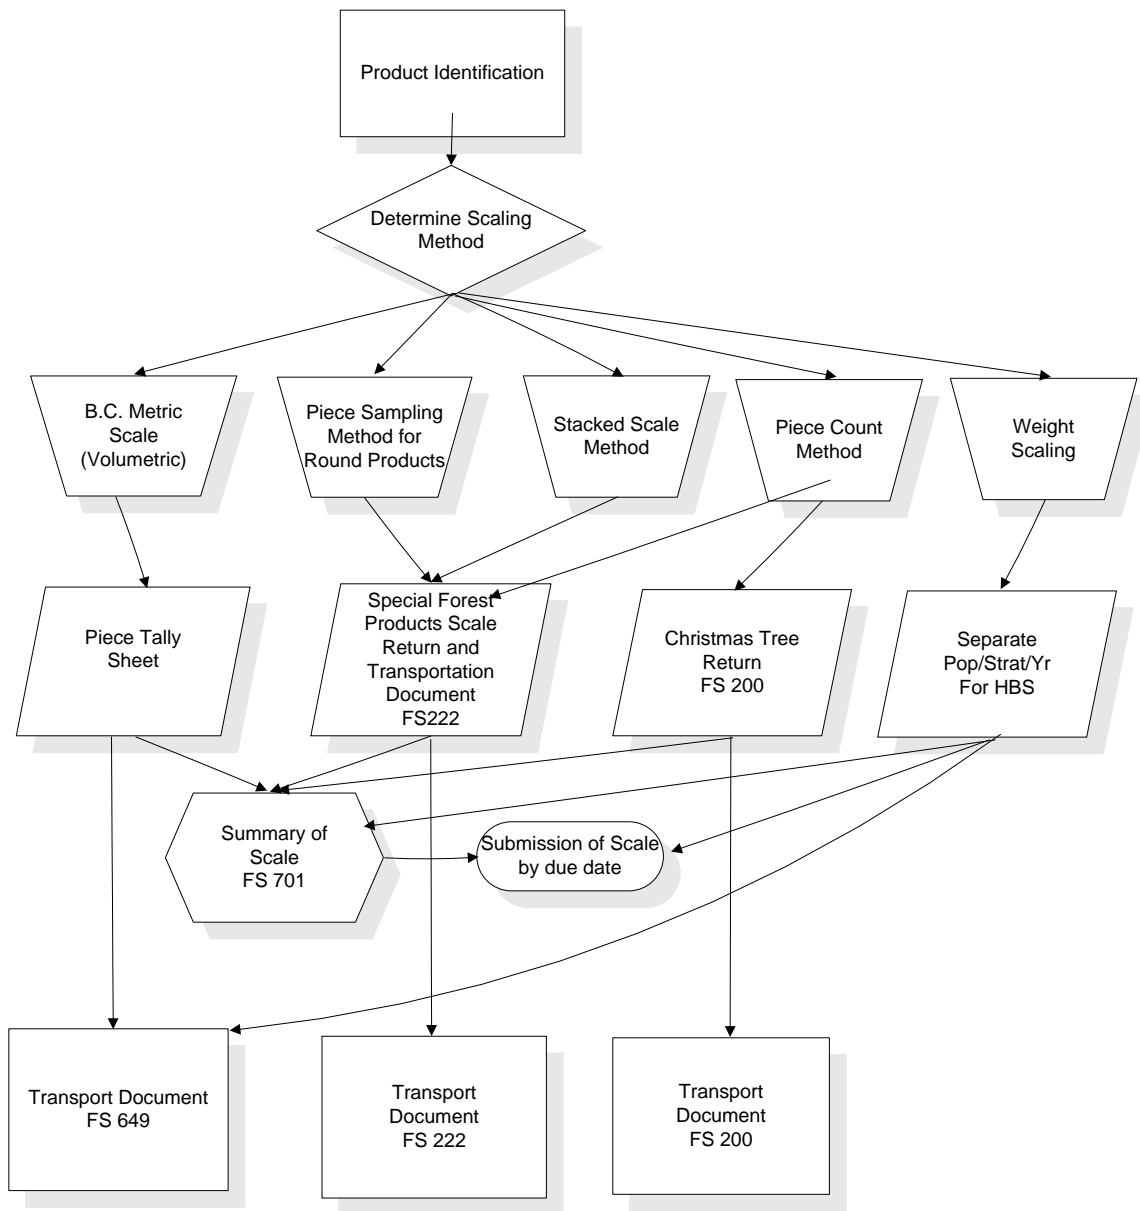 Product Identification
Determine Scaling
Method
B.C. Metric
Scale
(Volumetric)
Piece Sampling
Method for
Round Products
Stacked Scale
Method
Piece Count
Method
Weight
Scaling
Piece Tally
Sheet
Special Forest
Products Scale
Return and
Transportation
Document
FS222
Christmas Tree
Return
FS 200
Separate
Pop/Strat/Yr
For HBS
Summary of
Scale
FS 701
Submission of Scale
by due date
Transport Document
FS 649
Transport
Document
FS 222
Transport
Document
FS 200